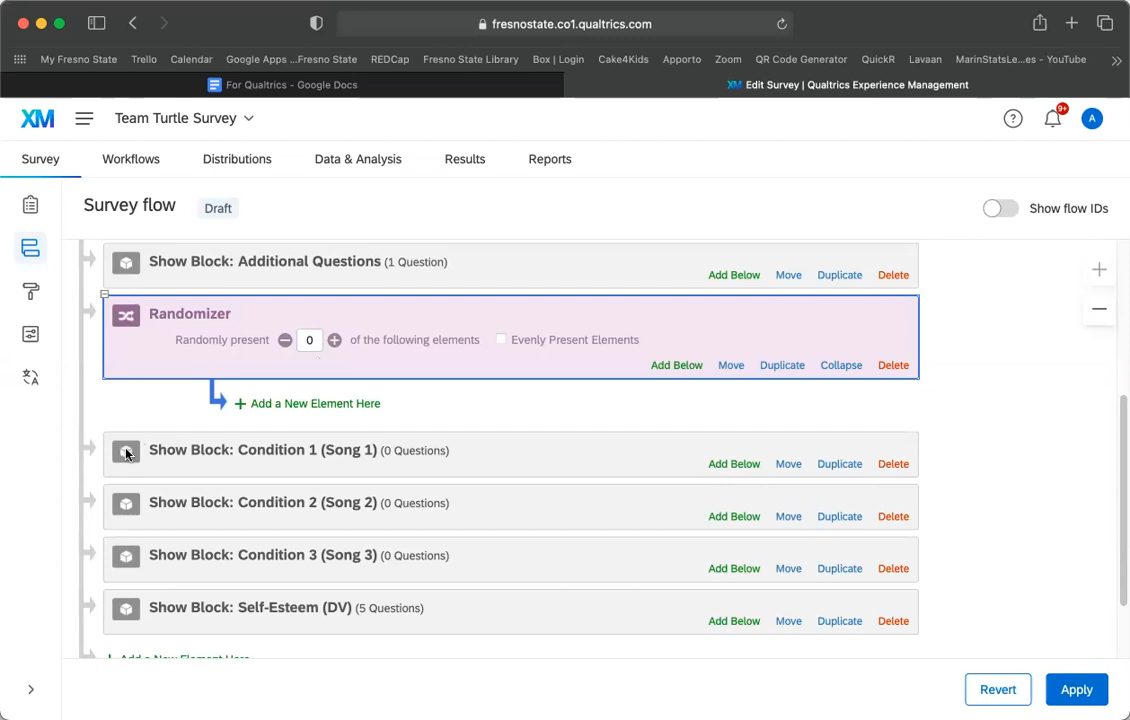 fresnostate.co1.qualtrics.com
My Fresno State Trello Calendar Google Apps ...Fresno State REDCap Fresno State Library Box | Login Cake4Kids Apporto Zoom QR Code Generator QuickR Lavaan MarinStatsLe...es - YouTube
For Qualtrics - Google Docs XM Edit Survey | Qualtrics Experience Management
XM Team Turtle Survey ? 9+ A
Survey Workflows Distributions Data & Analysis Results Reports
Survey flow Draft Show flow IDs
Show Block: Additional Questions (1 Question)
Add Below Move Duplicate Delete
Randomizer
Randomly present 0 of the following elements Evenly Present Elements
Add Below Move Duplicate Collapse Delete
+ Add a New Element Here
Show Block: Condition 1 (Song 1) (0 Questions)
Add Below Move Duplicate Delete
Show Block: Condition 2 (Song 2) (0 Questions)
Add Below Move Duplicate Delete
Show Block: Condition 3 (Song 3) (0 Questions)
Add Below Move Duplicate Delete
Show Block: Self-Esteem (DV) (5 Questions)
Add Below Move Duplicate Delete
+ Add a New Element Here
Revert Apply